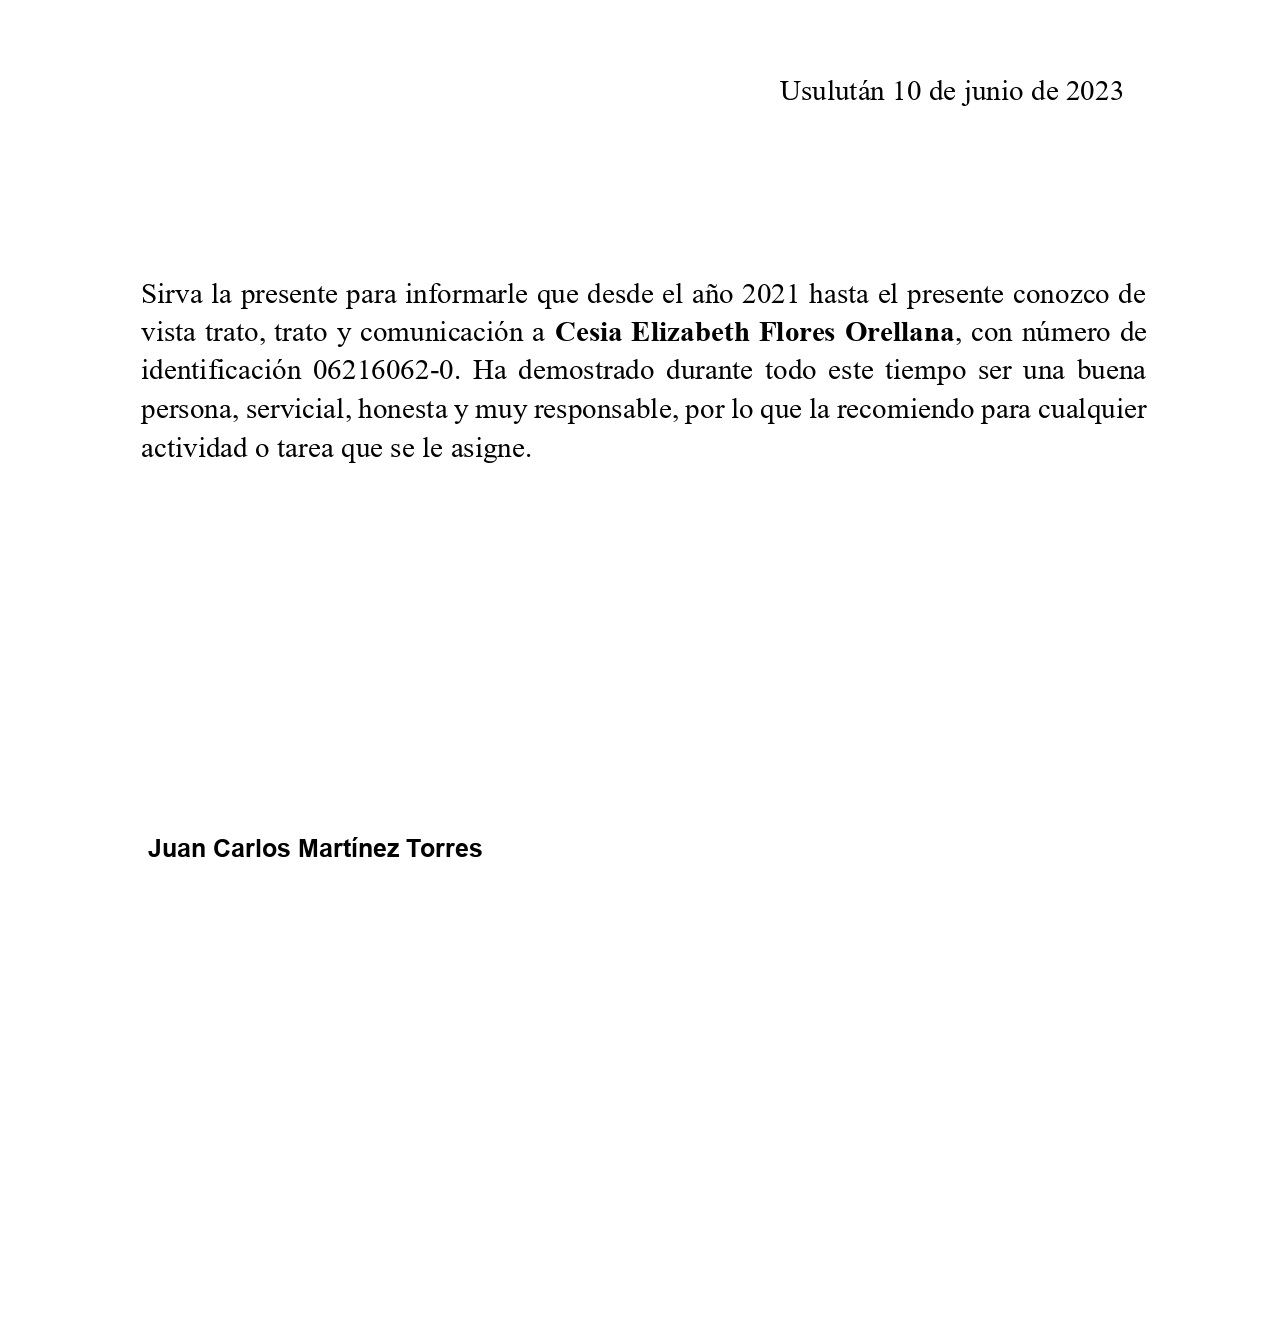 Usulután 10 de junio de 2023
Sirva la presente para informarle que desde el año 2021 hasta el presente conozco de
vista trato, trato y comunicación a Cesia Elizabeth Flores Orellana, con número de
identificación 06216062-0. Ha demostrado durante todo este tiempo ser una buena
persona, servicial, honesta y muy responsable, por lo que la recomiendo para cualquier
actividad o tarea que se le asigne.
Juan Carlos Martínez Torres